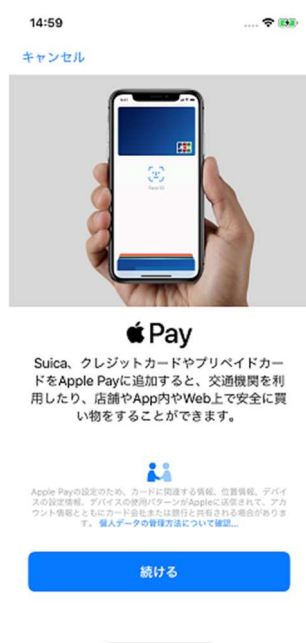 14:59
キャンセル
Face ID
Pay
Suica、クレジットカードやプリペイドカー
ドをApple Payに追加すると、交通機関を利
用したり、店舗やApp内やWeb上で安全に買
い物をすることができます。
Apple Payの設定のため、カードに関連する情報、位置情報、デバイ
スの設定情報、デバイスの使用パターンがAppleに送信されて、アカ
ウント情報とともにカード会社または銀行と共有される場合がありま
す。個人データの管理方法について確認...
続ける